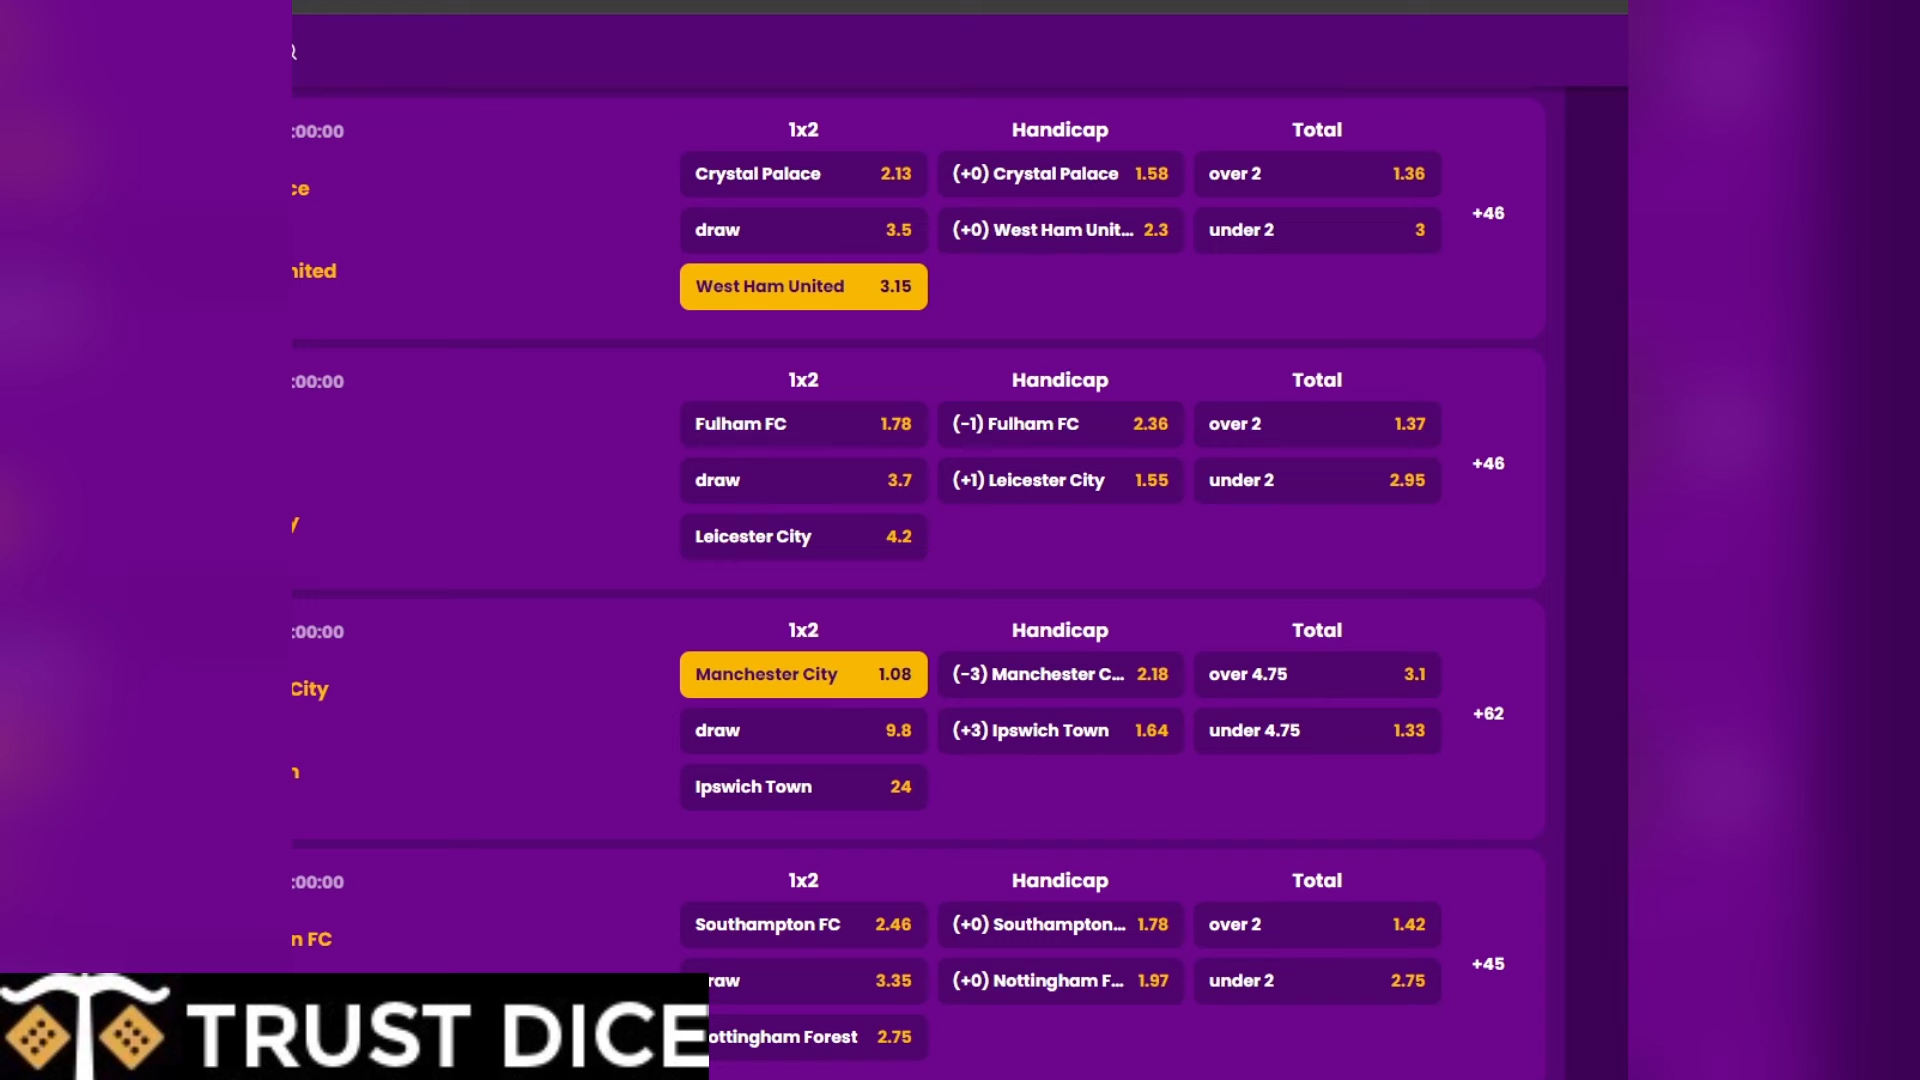 :00:00
1x2
Handicap
Total
ce
Crystal Palace 2.13
(+0) Crystal Palace 1.58
over 2 1.36
+46
draw 3.5
(+0) West Ham Unit... 2.3
under 2 3
nited
West Ham United 3.15
:00:00
1x2
Handicap
Total
Fulham FC 1.78
(-1) Fulham FC 2.36
over 2 1.37
+46
draw 3.7
(+1) Leicester City 1.55
under 2 2.95
y
Leicester City 4.2
:00:00
1x2
Handicap
Total
City
Manchester City 1.08
(-3) Manchester C... 2.18
over 4.75 3.1
+62
draw 9.8
(+3) Ipswich Town 1.64
under 4.75 1.33
n
Ipswich Town 24
:00:00
1x2
Handicap
Total
n FC
Southampton FC 2.46
(+0) Southampton... 1.78
over 2 1.42
+45
raw 3.35
(+0) Nottingham F... 1.97
under 2 2.75
ottingham Forest 2.75
TRUST DICE